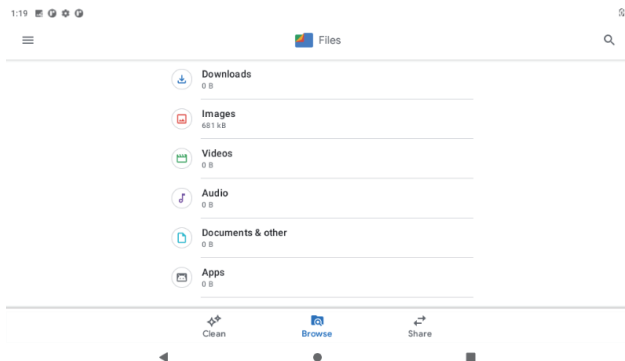 1:19
Files
Downloads
0 B
Images
681 kB
Videos
0 B
Audio
0 B
Documents & other
0 B
Apps
0 B
Clean
Browse
Share